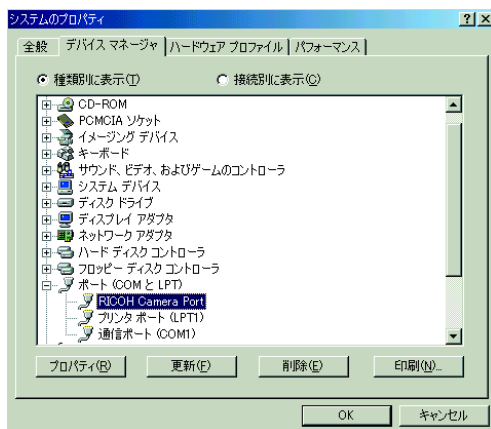 システムのプロパティ
全般 デバイス マネージャ ハードウェア プロファイル パフォーマンス
種類別に表示(T) 接続別に表示(C)
CD-ROM
PCMCIA ソケット
イメージング デバイス
キーボード
サウンド、ビデオ、およびゲームのコントローラ
システム デバイス
ディスク ドライブ
ディスプレイ アダプタ
ネットワーク アダプタ
ハード ディスク コントローラ
フロッピー ディスク コントローラ
ポート (COM と LPT)
RICOH Camera Port
プリンタ ポート (LPT1)
通信ポート (COM1)
プロパティ(R) 更新(F) 削除(E) 印刷(N)...
OK キャンセル